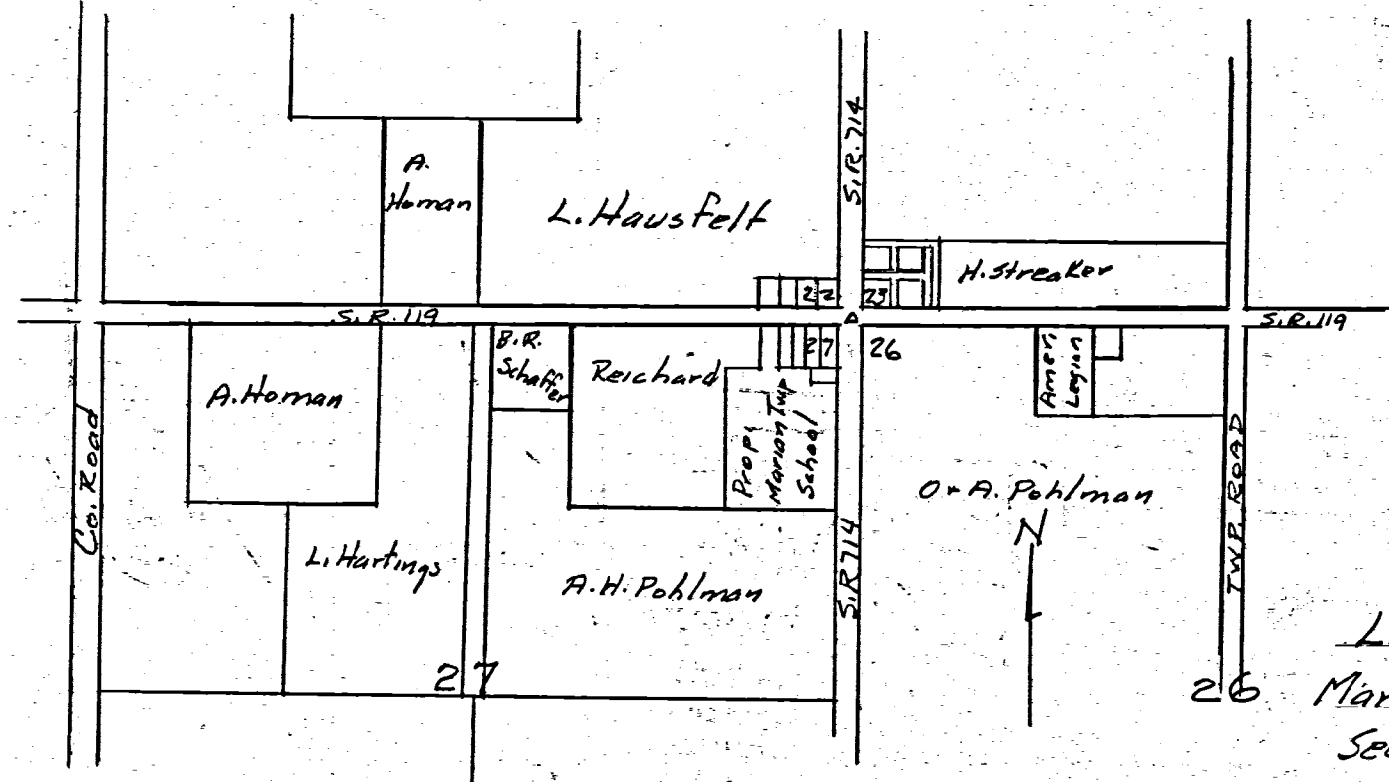 S.R. 714
A.
Homan
L. Hausfelt
H. Streaker
22
23
S.R. 119
S.R. 119
B.R.
Schaffer
27
26
Reichard
A. Homan
Amer.
Legion
Prop.
Marion Twp
School
Co. Road
TWP. ROAD
O + A. Pohlman
N
L. Hartings
A.H. Pohlman
S.R 714
L
27
26
Mar
Sec